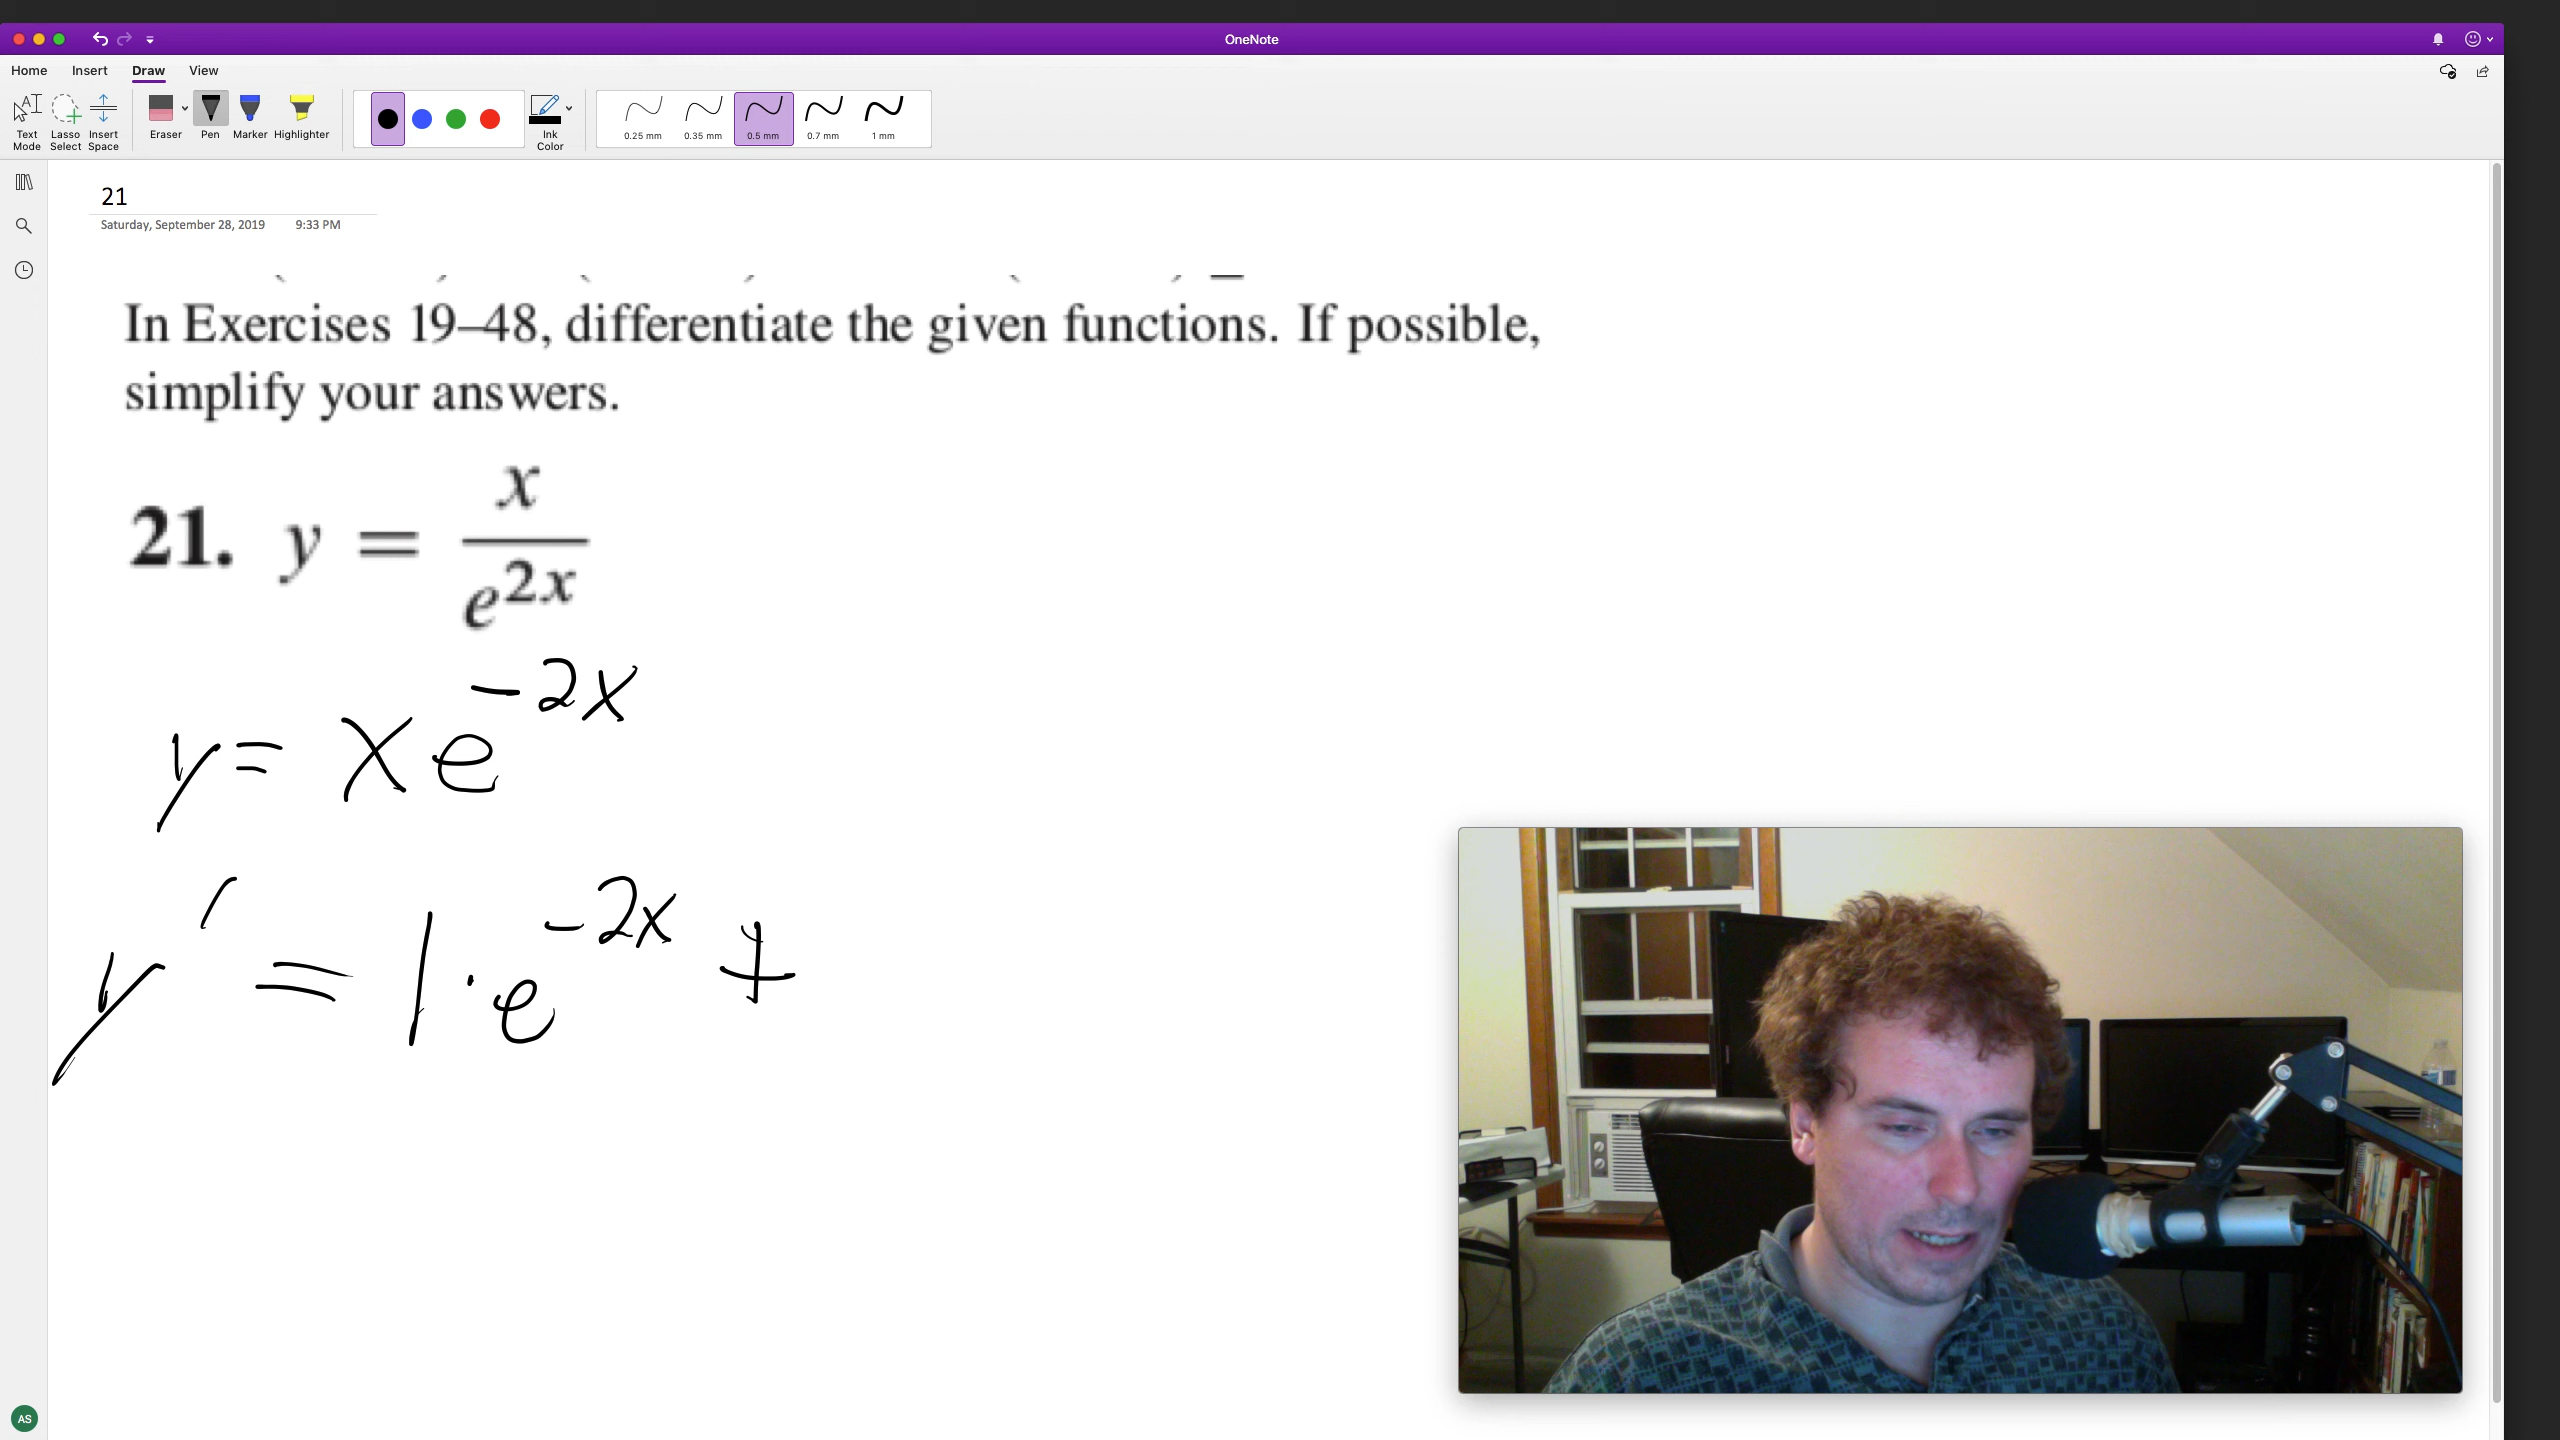 OneNote
Home Insert Draw View
Text Mode Lasso Select Insert Space Eraser Pen Marker Highlighter Ink Color 0.25 mm 0.35 mm 0.5 mm 0.7 mm 1 mm
21
Saturday, September 28, 2019 9:33 PM
In Exercises 19–48, differentiate the given functions. If possible,
simplify your answers.
21. y = x / e^{2x}
y = x e^{-2x}
y' = 1 · e^{-2x} +
AS